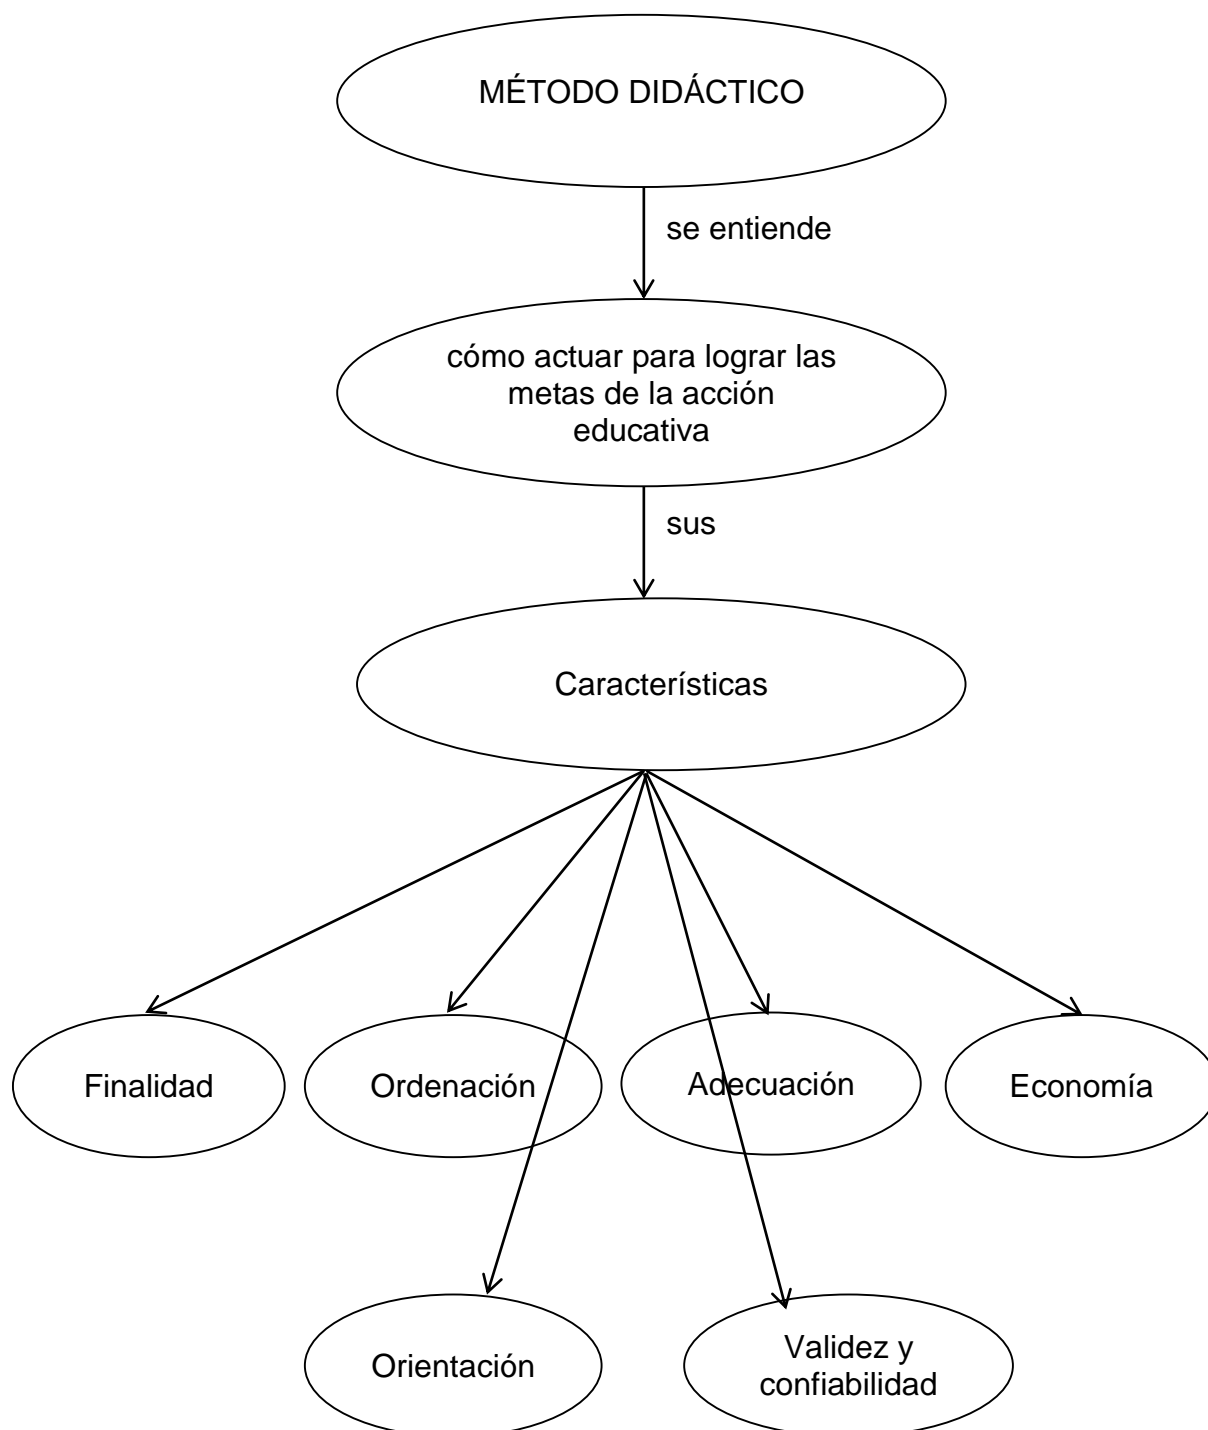 MÉTODO DIDÁCTICO
se entiende
cómo actuar para lograr las
metas de la acción
educativa
sus
Características
Finalidad
Ordenación
Adecuación
Economía
Orientación
Validez y
confiabilidad